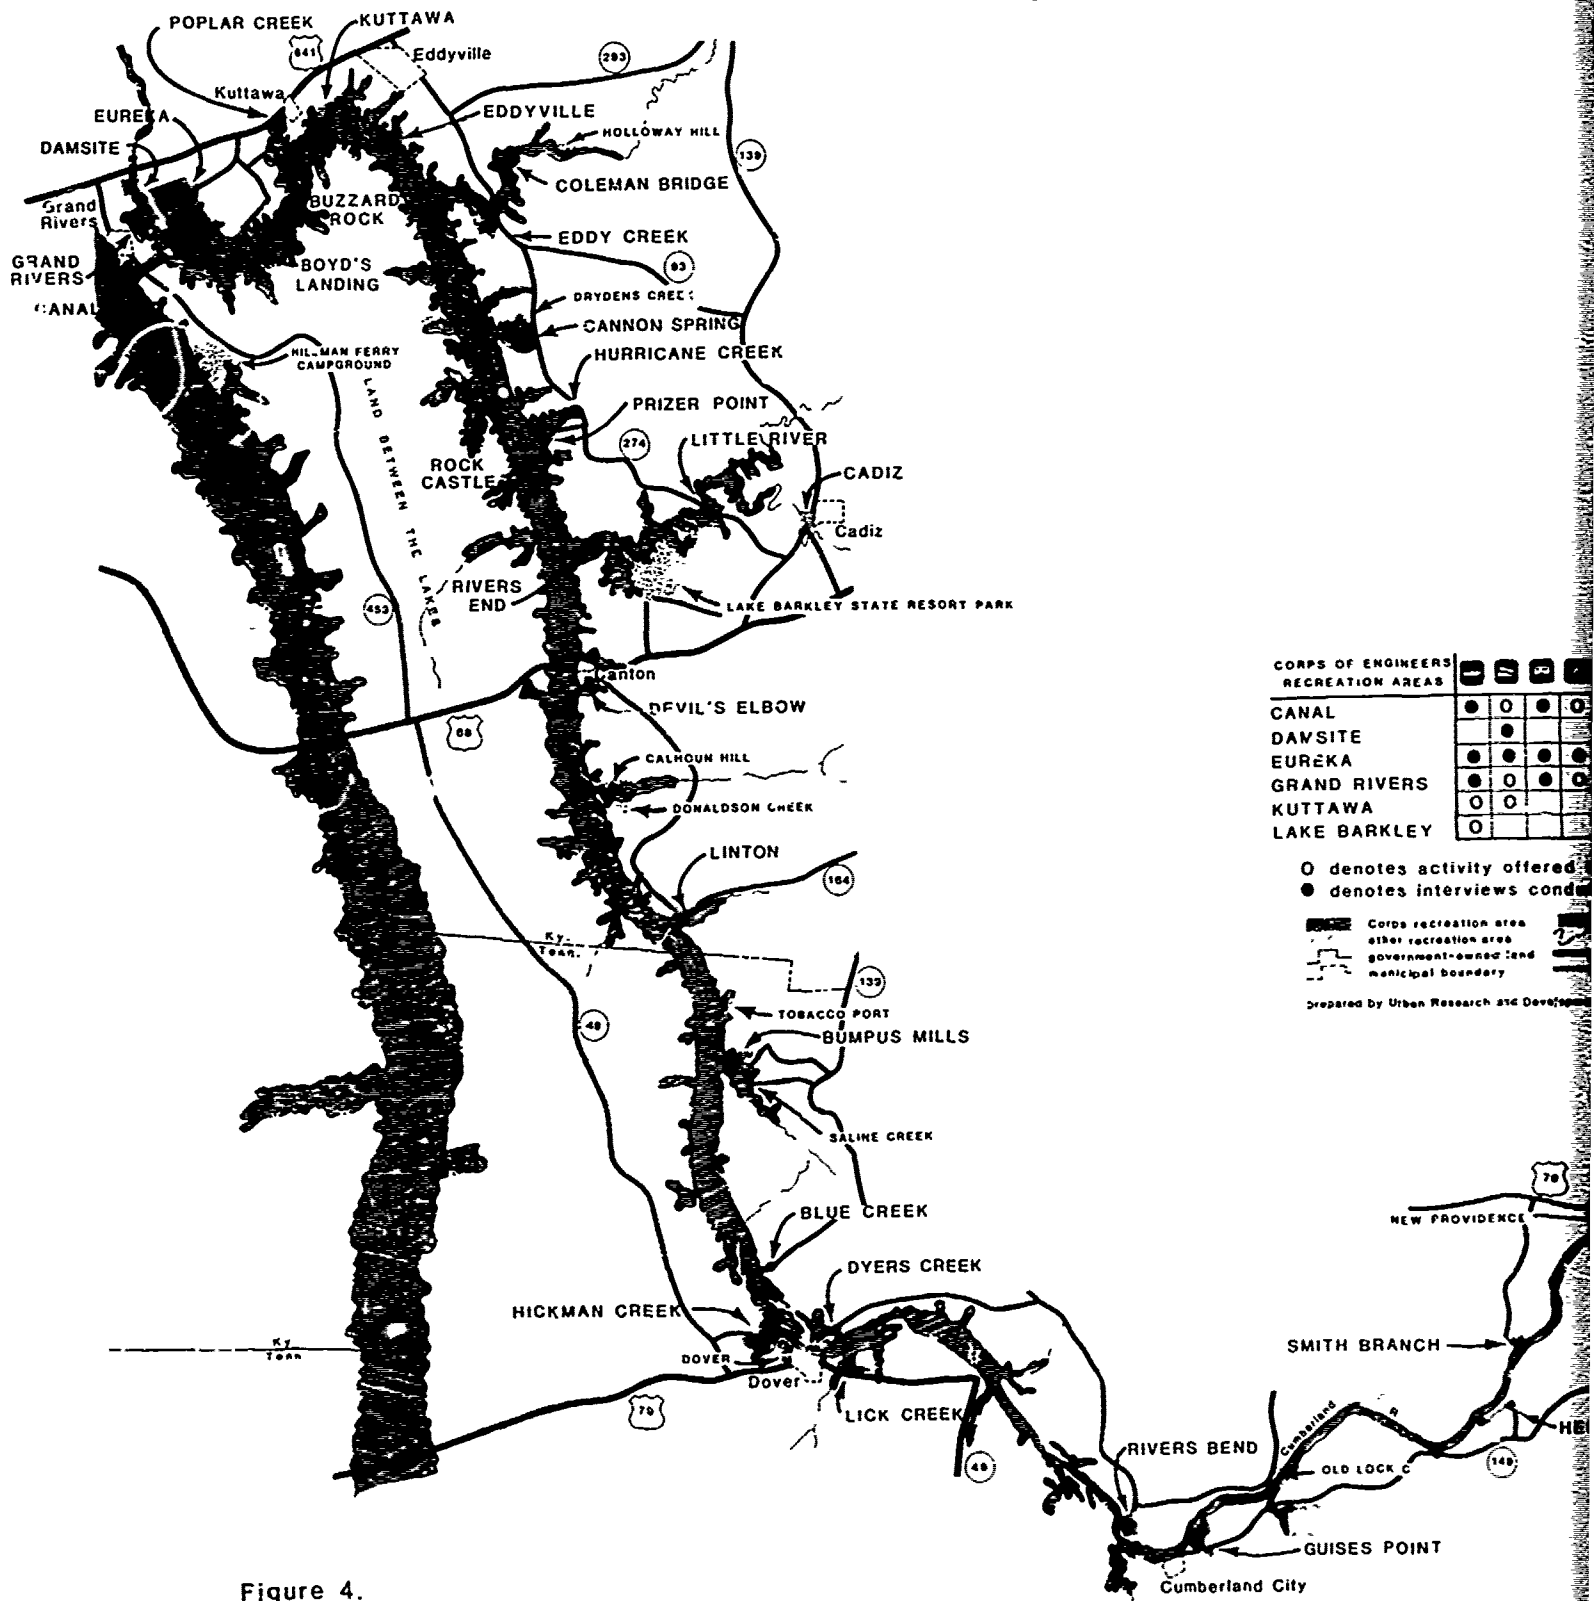 POPLAR CREEK
KUTTAWA
641
Eddyville
293
Kuttawa
EUREKA
EDDYVILLE
HOLLOWAY HILL
DAMSITE
139
COLEMAN BRIDGE
Grand
Rivers
BUZZARD
ROCK
EDDY CREEK
GRAND
RIVERS
BOYD'S
LANDING
93
DRYDENS CREEK
CANAL
CANNON SPRING
HILLMAN FERRY
CAMPGROUND
HURRICANE CREEK
LAND BETWEEN THE LAKES
PRIZER POINT
274
LITTLE RIVER
ROCK
CASTLE
CADIZ
Cadiz
RIVERS
END
453
LAKE BARKLEY STATE RESORT PARK
Canton
DEVIL'S ELBOW
68
CALHOUN HILL
DONALDSON CREEK
LINTON
164
Ky.
Tenn.
TOBACCO PORT
BUMPUS MILLS
SALINE CREEK
BLUE CREEK
DYERS CREEK
HICKMAN CREEK
Ky
Tenn
DOVER
Dover
79
LICK CREEK
49
RIVERS BEND
Cumberland R
OLD LOCK C
149
GUISES POINT
Cumberland City
SMITH BRANCH
NEW PROVIDENCE
79
CORPS OF ENGINEERS
RECREATION AREAS
CANAL
DAMSITE
EUREKA
GRAND RIVERS
KUTTAWA
LAKE BARKLEY
O denotes activity offered
● denotes interviews cond
Corps recreation area
other recreation area
government-owned land
municipal boundary
prepared by Urban Research and Develop
Figure 4.